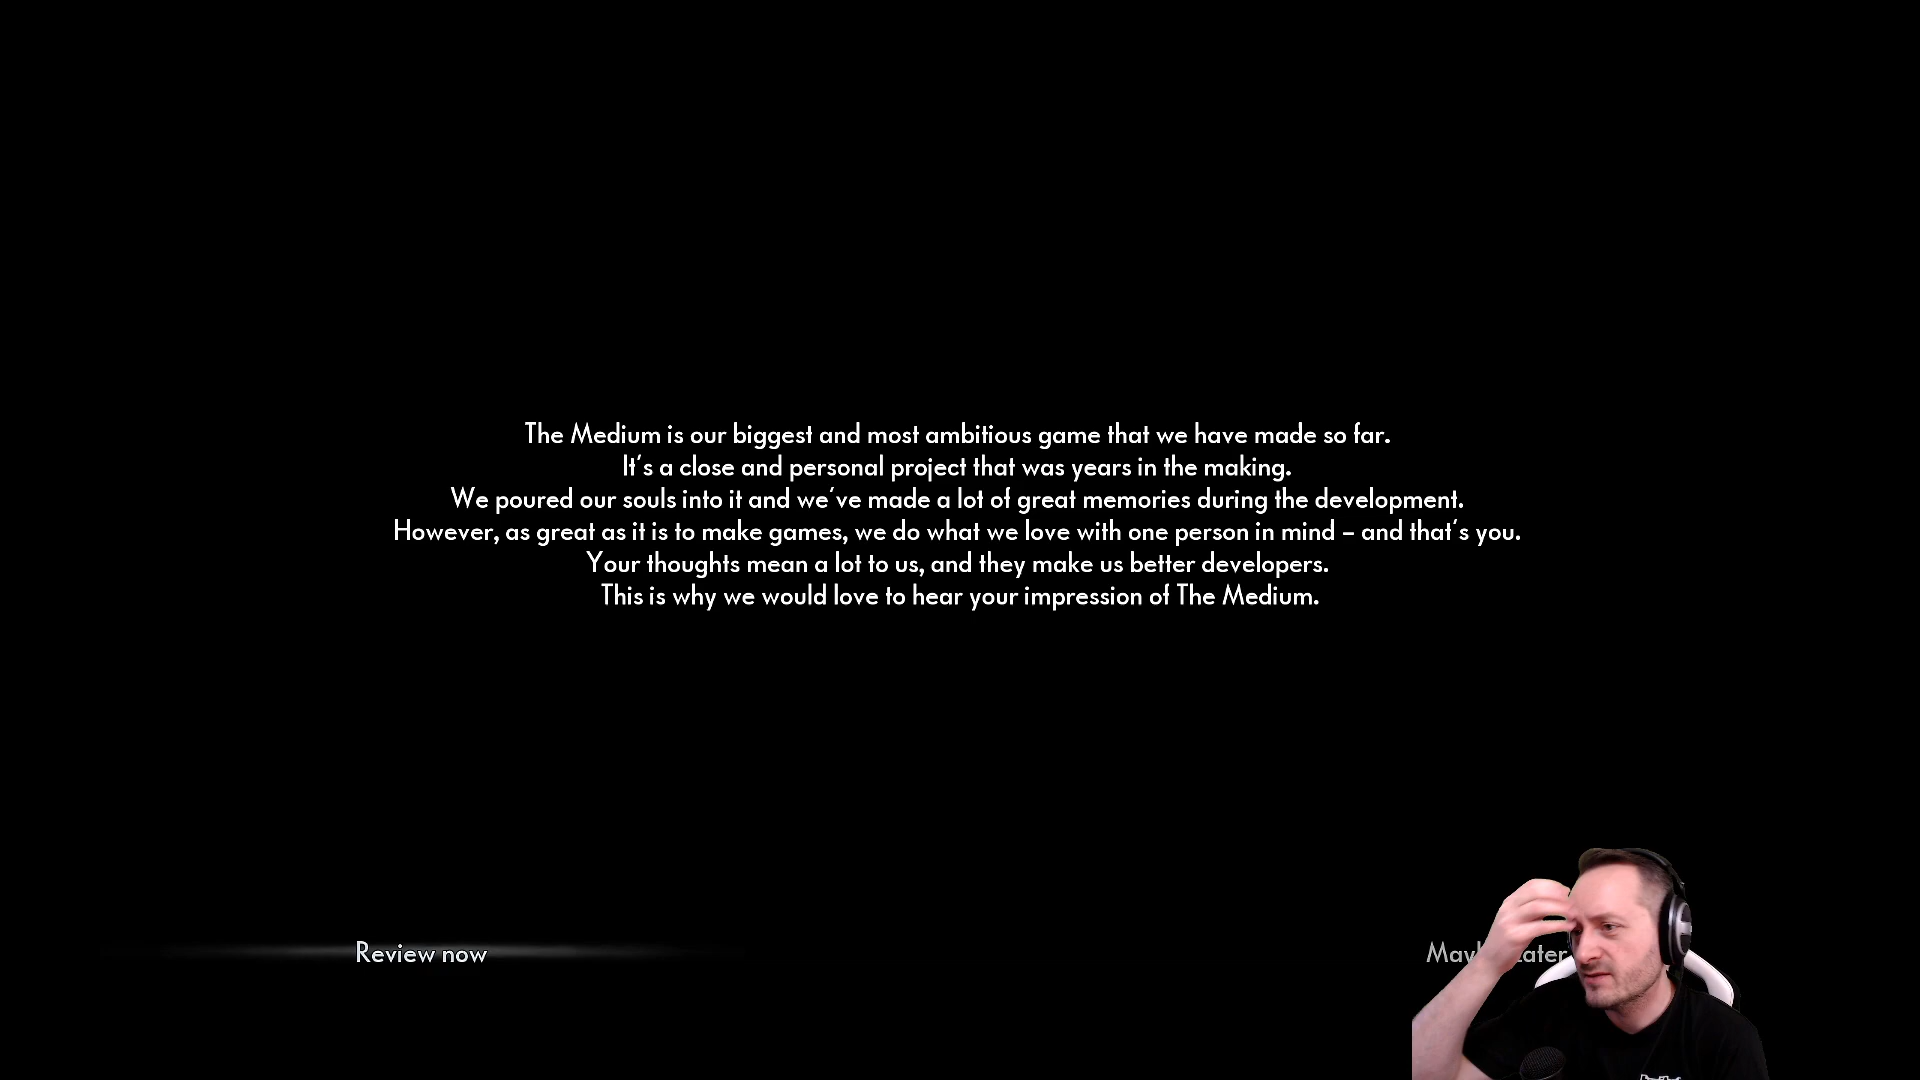 The Medium is our biggest and most ambitious game that we have made so far.
It's a close and personal project that was years in the making.
We poured our souls into it and we've made a lot of great memories during the development.
However, as great as it is to make games, we do what we love with one person in mind – and that's you.
Your thoughts mean a lot to us, and they make us better developers.
This is why we would love to hear your impression of The Medium.
Review now